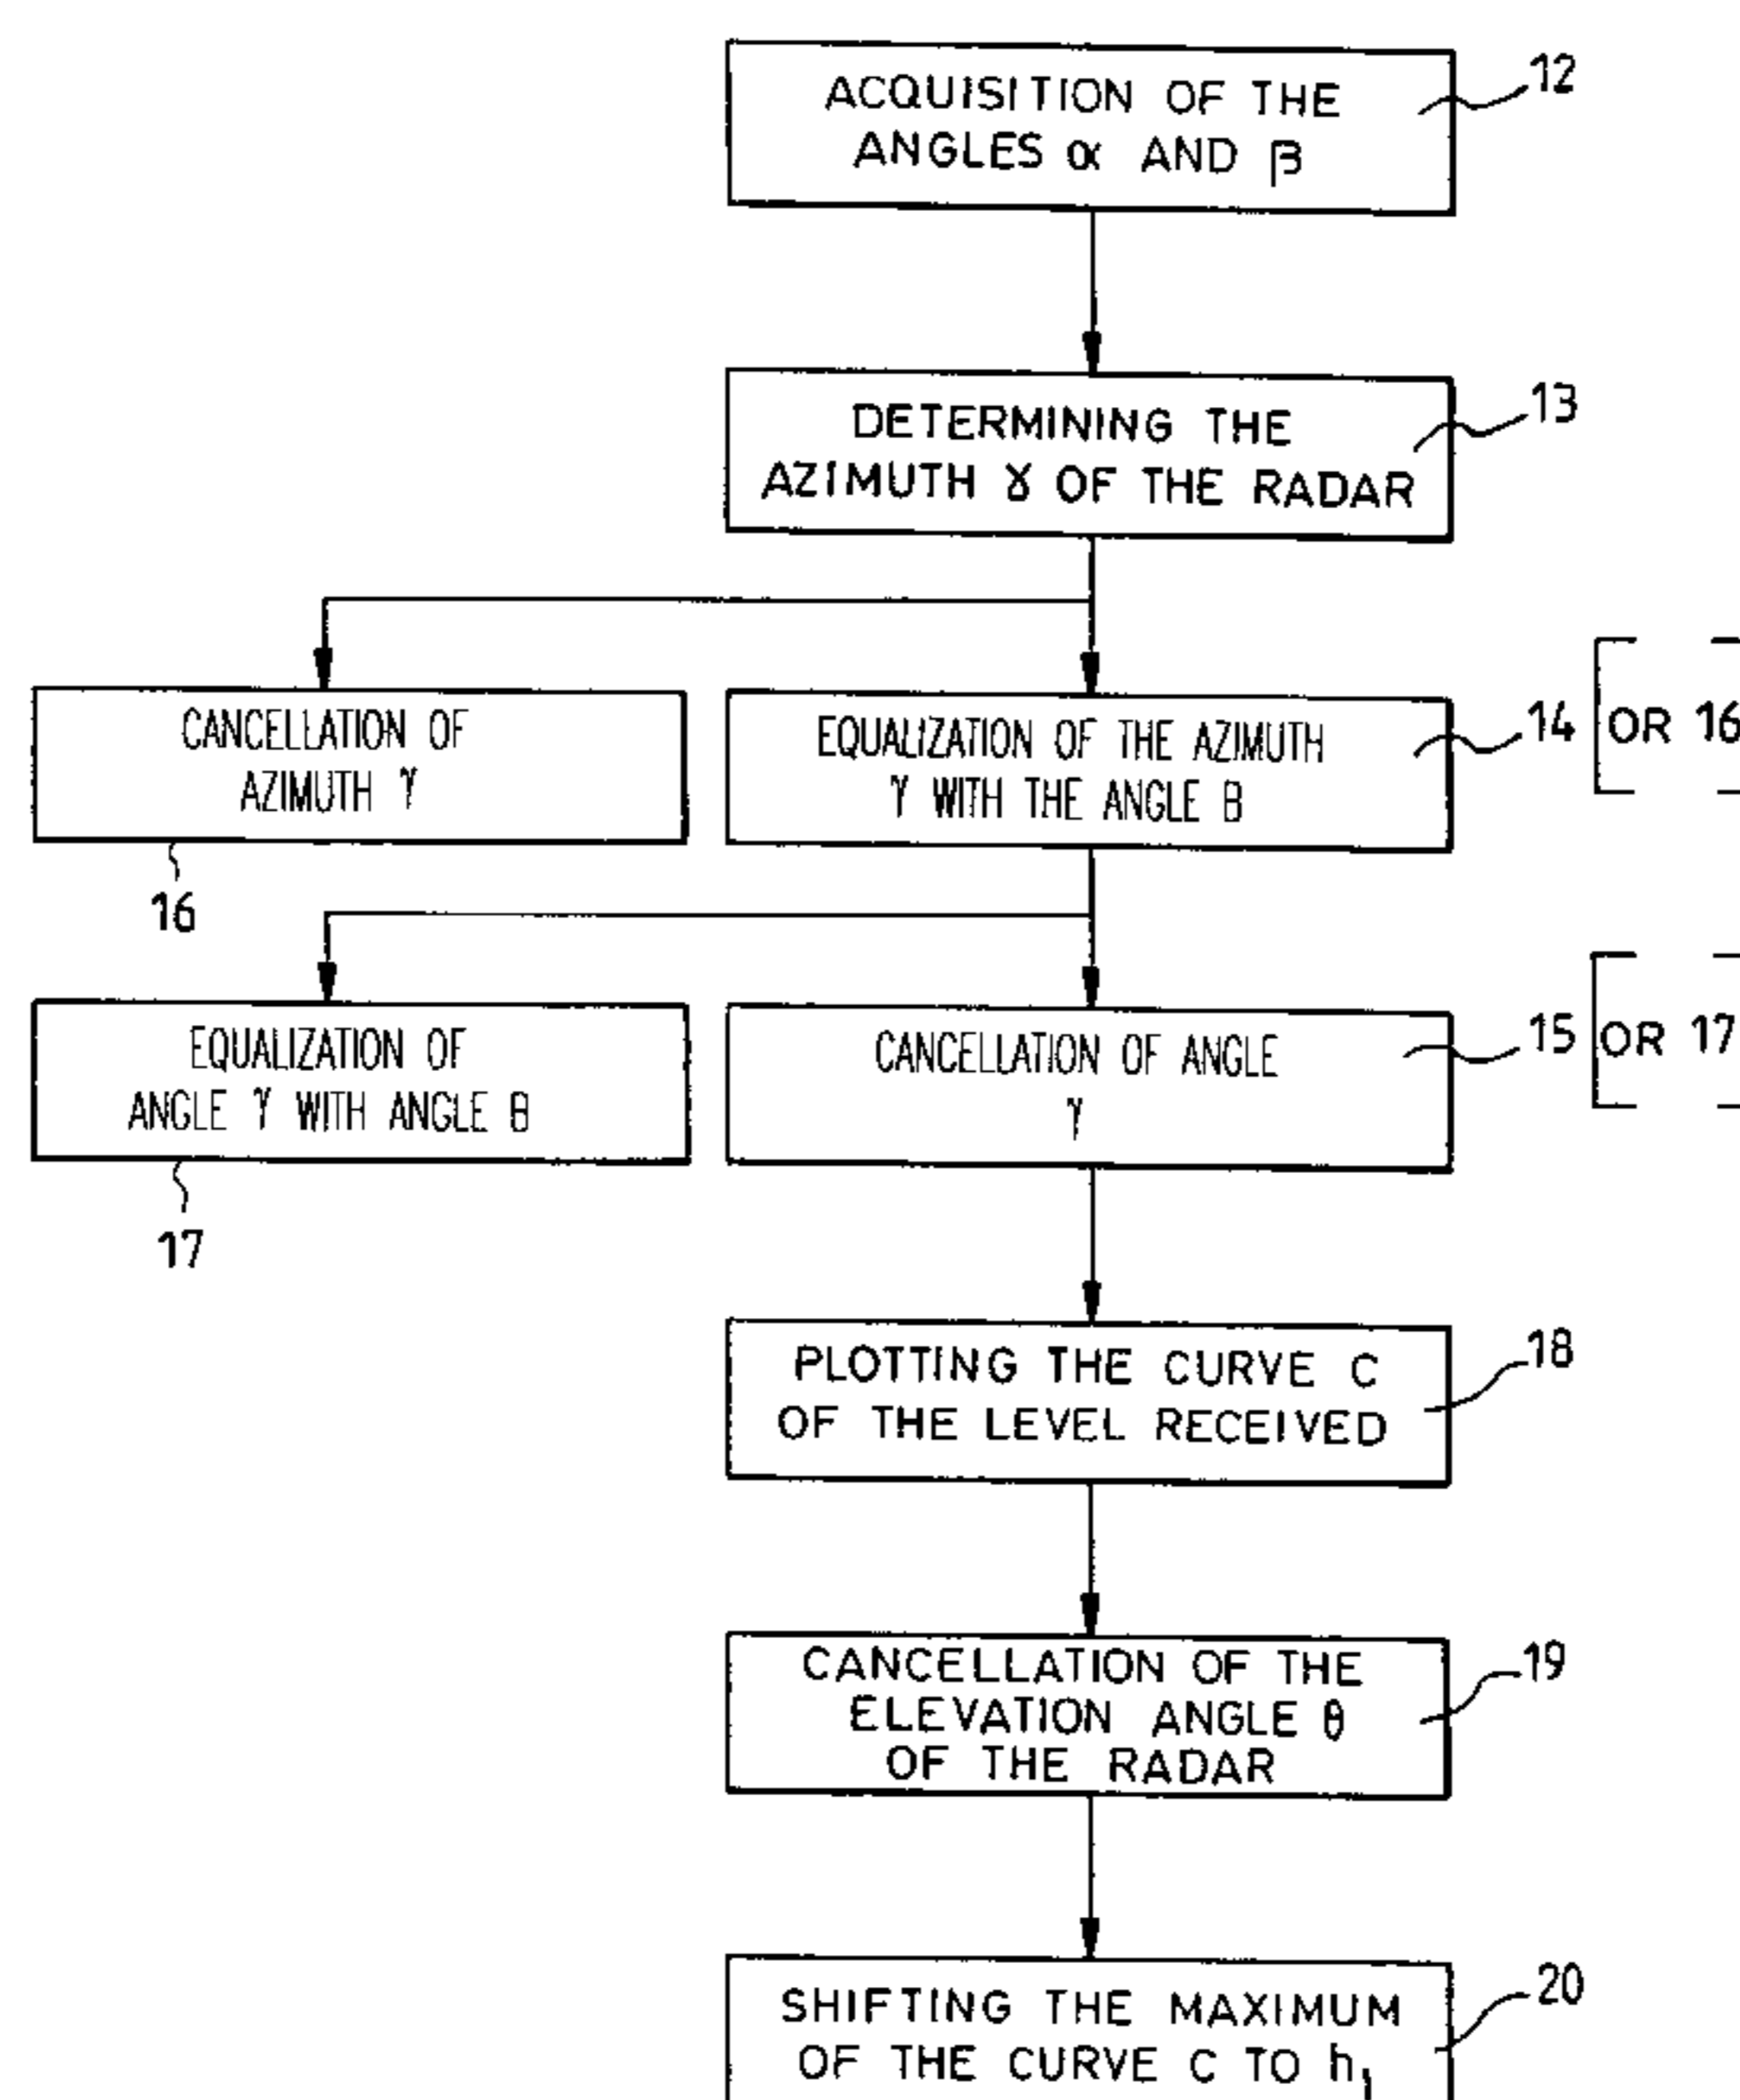 ACQUISITION OF THE
ANGLES α AND β
12
DETERMINING THE
AZIMUTH γ OF THE RADAR
13
CANCELLATION OF
AZIMUTH γ
16
EQUALIZATION OF THE AZIMUTH
γ WITH THE ANGLE β
14 [OR 16
EQUALIZATION OF
ANGLE γ WITH ANGLE β
17
CANCELLATION OF ANGLE
γ
15 [OR 17
PLOTTING THE CURVE C
OF THE LEVEL RECEIVED
18
CANCELLATION OF THE
ELEVATION ANGLE θ
OF THE RADAR
19
SHIFTING THE MAXIMUM
OF THE CURVE C TO h₁
20